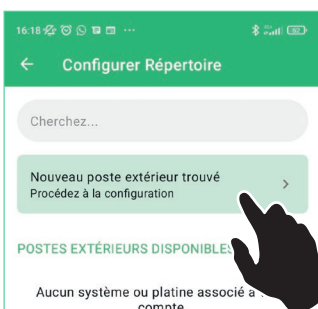 16:18
← Configurer Répertoire
Cherchez...
Nouveau poste extérieur trouvé
Procédez à la configuration
POSTES EXTÉRIEURS DISPONIBLES
Aucun système ou platine associé à
compte